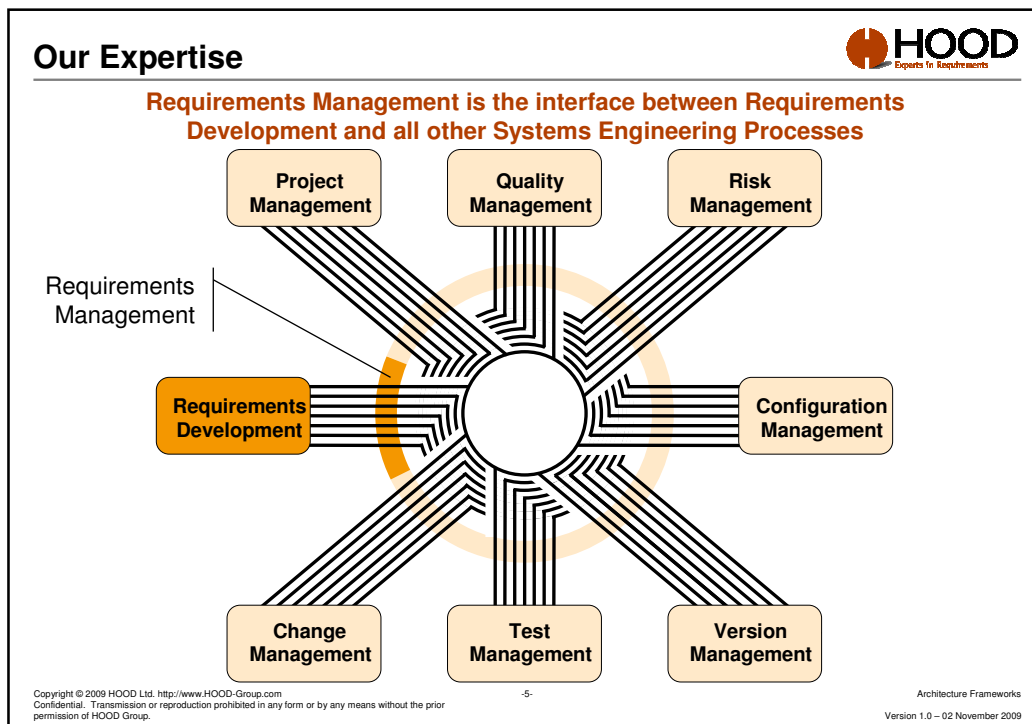 Our Expertise
HOOD
Experts in Requirements
Requirements Management is the interface between Requirements
Development and all other Systems Engineering Processes
Project
Management
Quality
Management
Risk
Management
Requirements
Management
Requirements
Development
Configuration
Management
Change
Management
Test
Management
Version
Management
Copyright © 2009 HOOD Ltd. http://www.HOOD-Group.com
Confidential. Transmission or reproduction prohibited in any form or by any means without the prior
permission of HOOD Group.
-5-
Architecture Frameworks
Version 1.0 – 02 November 2009